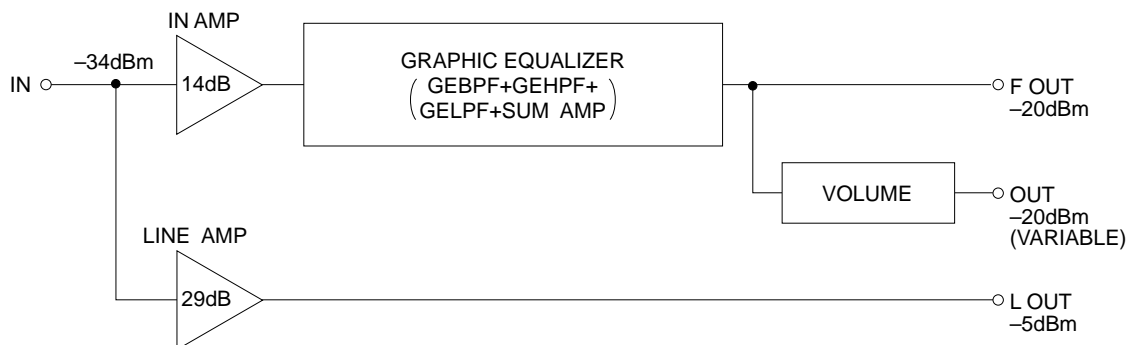 IN AMP
–34dBm
IN
14dB
GRAPHIC EQUALIZER
(GEBPF+GEHPF+
GELPF+SUM AMP)
F OUT
–20dBm
VOLUME
OUT
–20dBm
(VARIABLE)
LINE AMP
29dB
L OUT
–5dBm